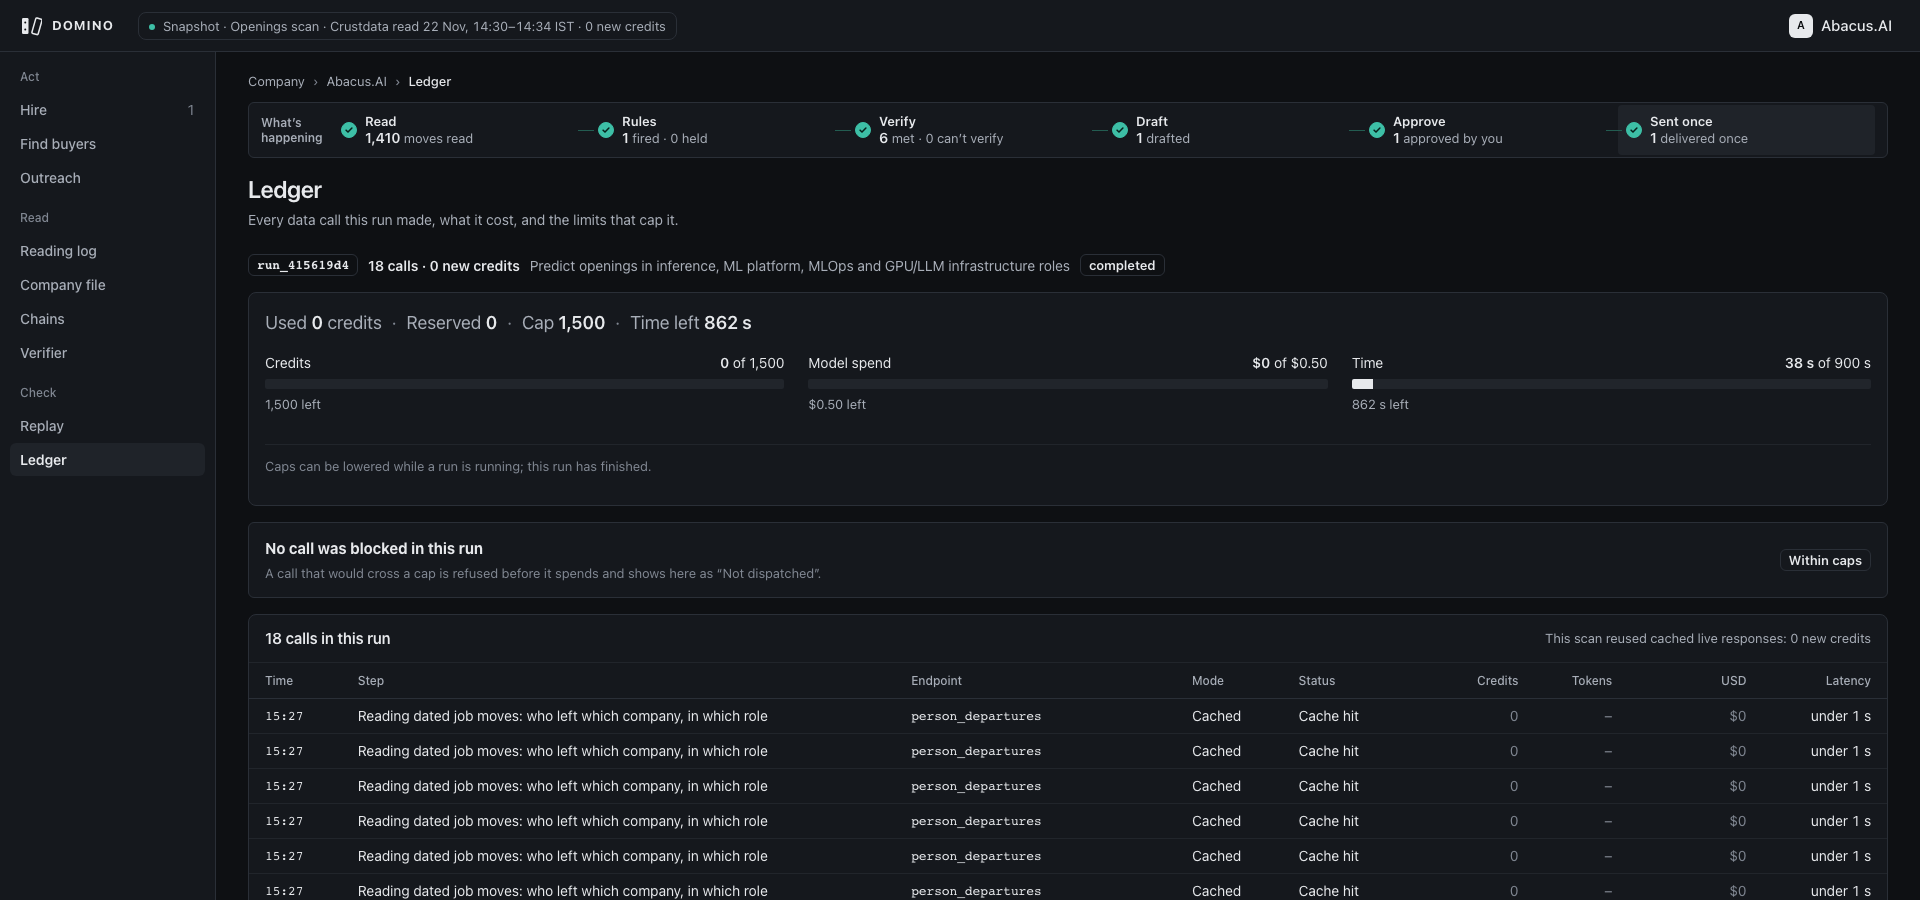 DOMINO
Snapshot · Openings scan · Crustdata read 22 Nov, 14:30–14:34 IST · 0 new credits
A
Abacus.AI
Act
Hire 1
Find buyers
Outreach
Read
Reading log
Company file
Chains
Verifier
Check
Replay
Ledger
Company › Abacus.AI › Ledger
What's happening
Read
1,410 moves read
Rules
1 fired · 0 held
Verify
6 met · 0 can't verify
Draft
1 drafted
Approve
1 approved by you
Sent once
1 delivered once
Ledger
Every data call this run made, what it cost, and the limits that cap it.
run_415619d4 18 calls · 0 new credits Predict openings in inference, ML platform, MLOps and GPU/LLM infrastructure roles completed
Used 0 credits · Reserved 0 · Cap 1,500 · Time left 862 s
Credits 0 of 1,500
1,500 left
Model spend $0 of $0.50
$0.50 left
Time 38 s of 900 s
862 s left
Caps can be lowered while a run is running; this run has finished.
No call was blocked in this run
A call that would cross a cap is refused before it spends and shows here as “Not dispatched”.
Within caps
18 calls in this run
This scan reused cached live responses: 0 new credits
Time Step Endpoint Mode Status Credits Tokens USD Latency
15:27 Reading dated job moves: who left which company, in which role person_departures Cached Cache hit 0 – $0 under 1 s
15:27 Reading dated job moves: who left which company, in which role person_departures Cached Cache hit 0 – $0 under 1 s
15:27 Reading dated job moves: who left which company, in which role person_departures Cached Cache hit 0 – $0 under 1 s
15:27 Reading dated job moves: who left which company, in which role person_departures Cached Cache hit 0 – $0 under 1 s
15:27 Reading dated job moves: who left which company, in which role person_departures Cached Cache hit 0 – $0 under 1 s
15:27 Reading dated job moves: who left which company, in which role person_departures Cached Cache hit 0 – $0 under 1 s